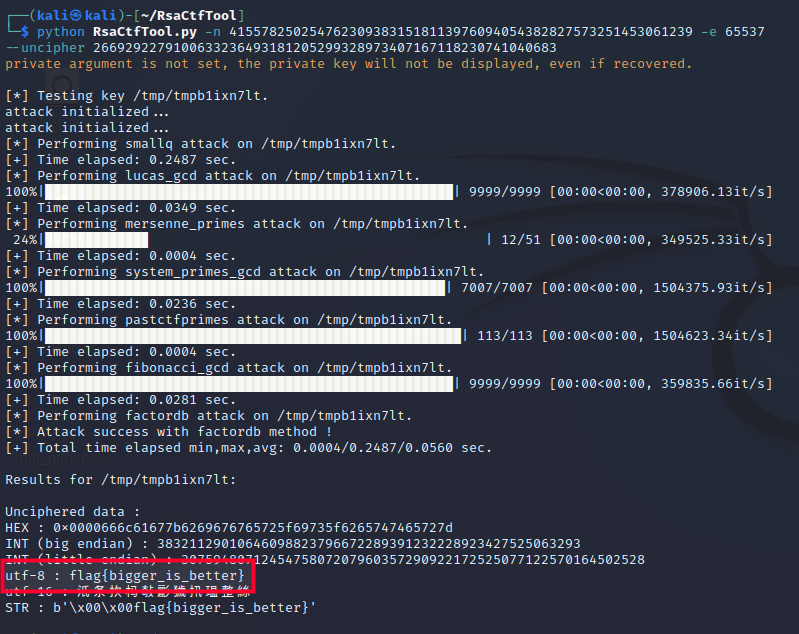 ┌──(kali㉿kali)-[~/RsaCtfTool]
└─$ python RsaCtfTool.py -n 415578250254762309383151811397609405438282757325145306​1239 -e 65537
--uncipher 2669292279100633236493181205299328973407167118230741040683
private argument is not set, the private key will not be displayed, even if recovered.
[*] Testing key /tmp/tmpb1ixn7lt.
attack initialized...
attack initialized...
[*] Performing smallq attack on /tmp/tmpb1ixn7lt.
[+] Time elapsed: 0.2487 sec.
[*] Performing lucas_gcd attack on /tmp/tmpb1ixn7lt.
100%| | 9999/9999 [00:00<00:00, 378906.13it/s]
[+] Time elapsed: 0.0349 sec.
[*] Performing mersenne_primes attack on /tmp/tmpb1ixn7lt.
24%| | 12/51 [00:00<00:00, 349525.33it/s]
[+] Time elapsed: 0.0004 sec.
[*] Performing system_primes_gcd attack on /tmp/tmpb1ixn7lt.
100%| | 7007/7007 [00:00<00:00, 1504375.93it/s]
[+] Time elapsed: 0.0236 sec.
[*] Performing pastctfprimes attack on /tmp/tmpb1ixn7lt.
100%| | 113/113 [00:00<00:00, 1504623.34it/s]
[+] Time elapsed: 0.0004 sec.
[*] Performing fibonacci_gcd attack on /tmp/tmpb1ixn7lt.
100%| | 9999/9999 [00:00<00:00, 359835.66it/s]
[+] Time elapsed: 0.0281 sec.
[*] Performing factordb attack on /tmp/tmpb1ixn7lt.
[*] Attack success with factordb method !
[+] Total time elapsed min,max,avg: 0.0004/0.2487/0.0560 sec.
Results for /tmp/tmpb1ixn7lt:
Unciphered data :
HEX : 0x0000666c61677b6269676765725f69735f6265747465727d
INT (big endian) : 2
INT (little endian) :
utf-8 : flag{bigger_is_better}
utf-16 :
STR : b'\x00\x00flag{bigger_is_better}'